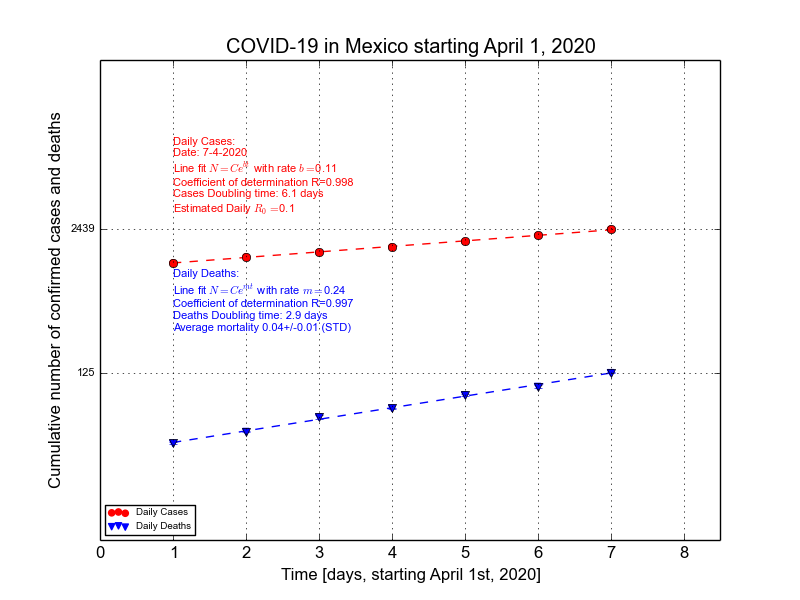 COVID-19 in Mexico starting April 1, 2020
Cumulative number of confirmed cases and deaths
Daily Cases:
Date: 7-4-2020
Line fit N=Ce^{bt} with rate b=0.11
Coefficient of determination R=0.998
Cases Doubling time: 6.1 days
Estimated Daily R_0=0.1
2439
Daily Deaths:
Line fit N=Ce^{mt} with rate m=0.24
Coefficient of determination R=0.997
Deaths Doubling time: 2.9 days
Average mortality 0.04+/-0.01 (STD)
125
Daily Cases
Daily Deaths
0 1 2 3 4 5 6 7 8
Time [days, starting April 1st, 2020]